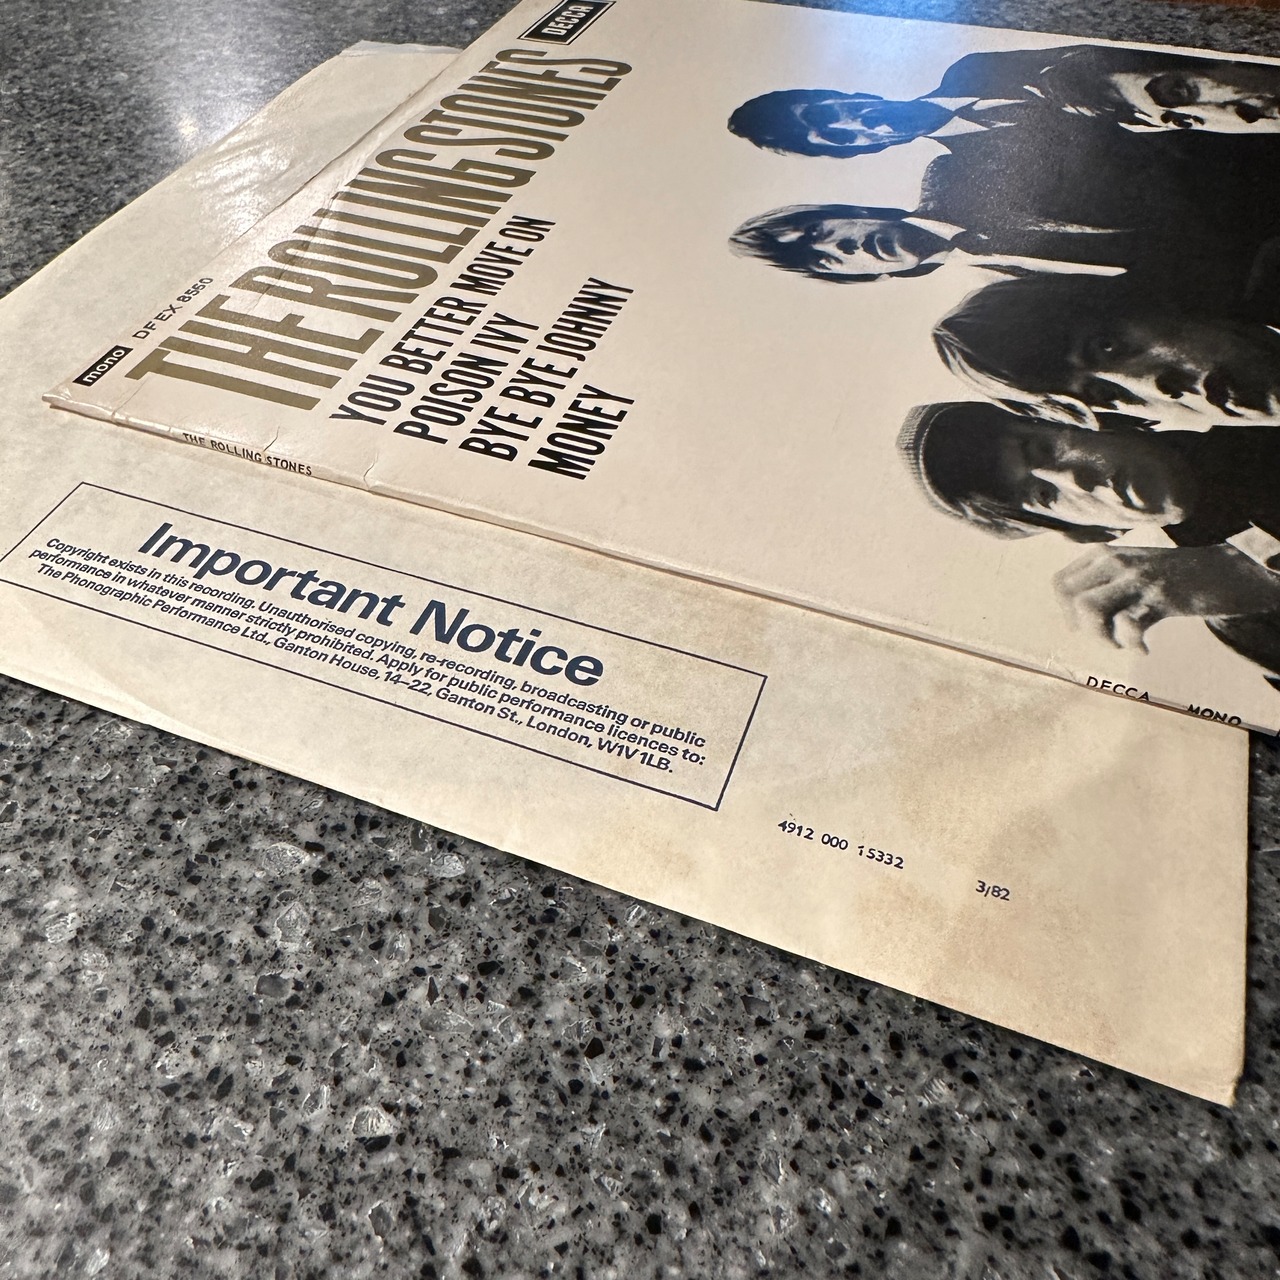 DECCA
mono DFEX 8560
THE ROLLING STONES
YOU BETTER MOVE ON
POISON IVY
BYE BYE JOHNNY
MONEY
THE ROLLING STONES
DECCA
MONO
Important Notice
Copyright exists in this recording. Unauthorised copying, re-recording, broadcasting or public
performance in whatever manner strictly prohibited. Apply for public performance licences to:
The Phonographic Performance Ltd., Ganton House, 14–22, Ganton St., London, W1V 1LB.
4912 000 15332
3/82